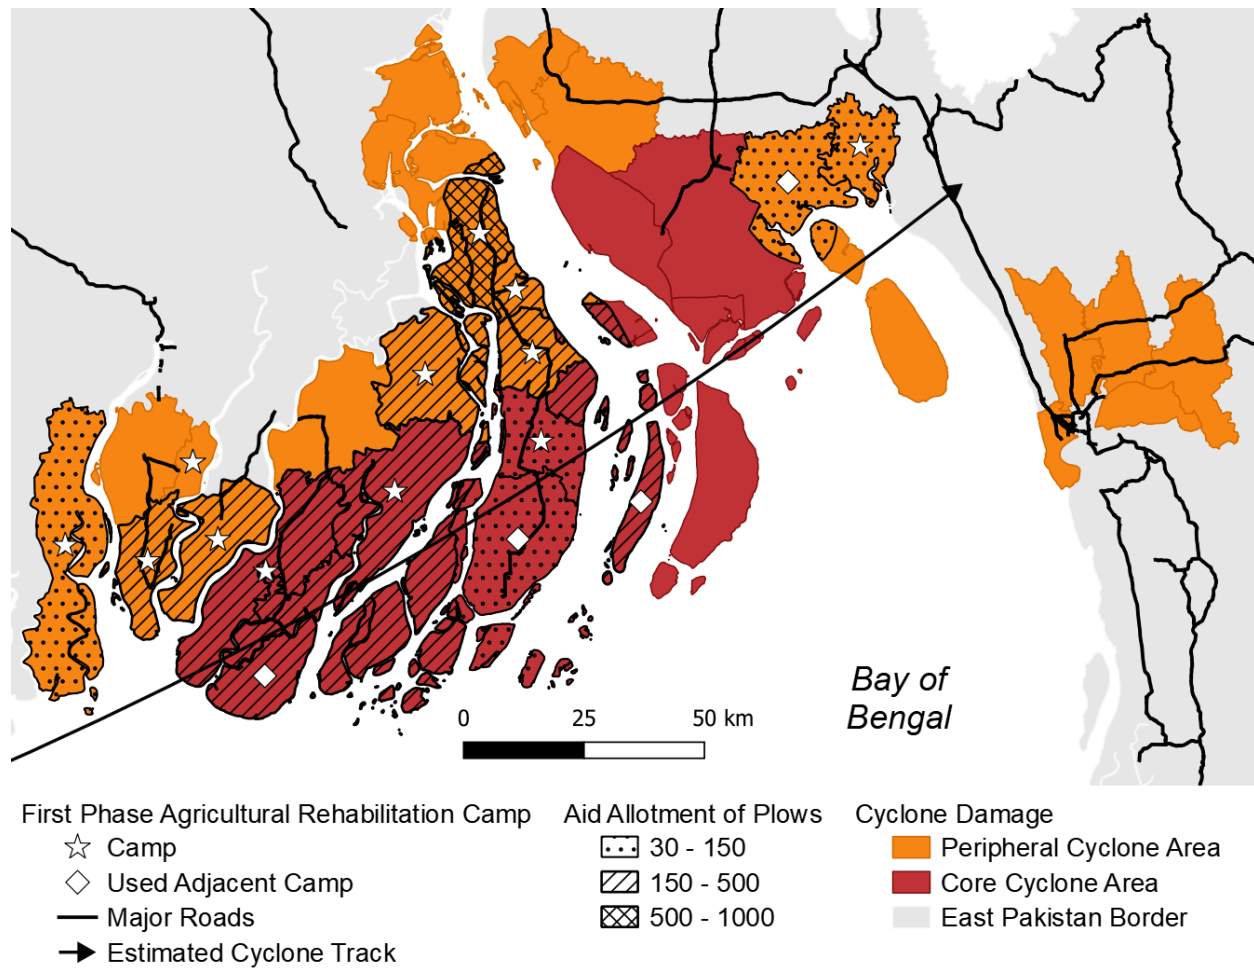 Bay of
Bengal
0 25 50 km
First Phase Agricultural Rehabilitation Camp
Camp
Used Adjacent Camp
Major Roads
Estimated Cyclone Track
Aid Allotment of Plows
30 - 150
150 - 500
500 - 1000
Cyclone Damage
Peripheral Cyclone Area
Core Cyclone Area
East Pakistan Border